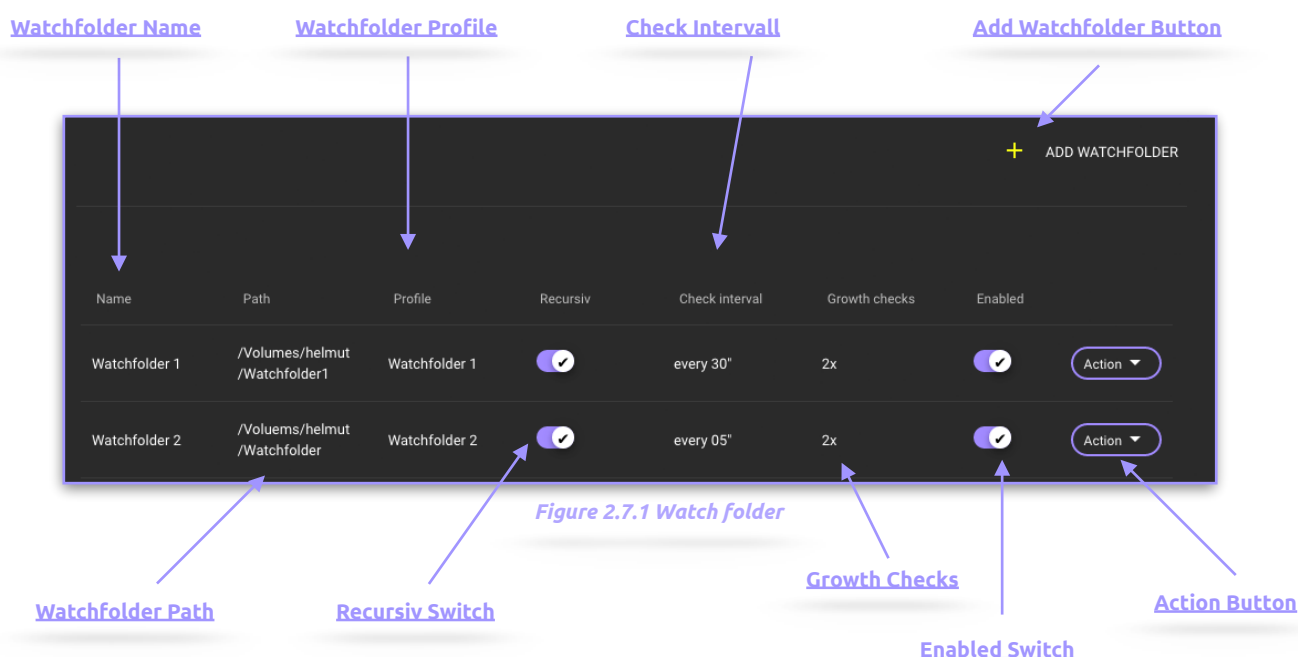 Watchfolder Name Watchfolder Profile Check Intervall Add Watchfolder Button
+ ADD WATCHFOLDER
Name Path Profile Recursiv Check interval Growth checks Enabled
Watchfolder 1 /Volumes/helmut Watchfolder 1 every 30" 2x Action
/Watchfolder1
Watchfolder 2 /Voluems/helmut Watchfolder 2 every 05" 2x Action
/Watchfolder
Figure 2.7.1 Watch folder
Growth Checks
Watchfolder Path Recursiv Switch Action Button
Enabled Switch